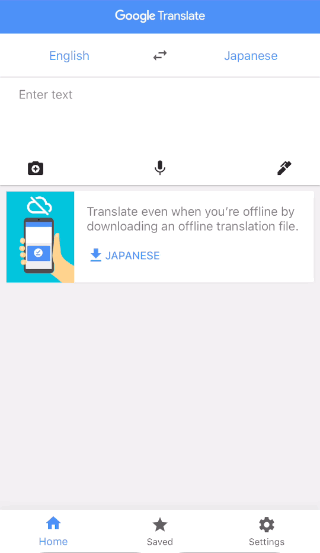 Google Translate
English Japanese
Enter text
Translate even when you're offline by
downloading an offline translation file.
JAPANESE
Home Saved Settings